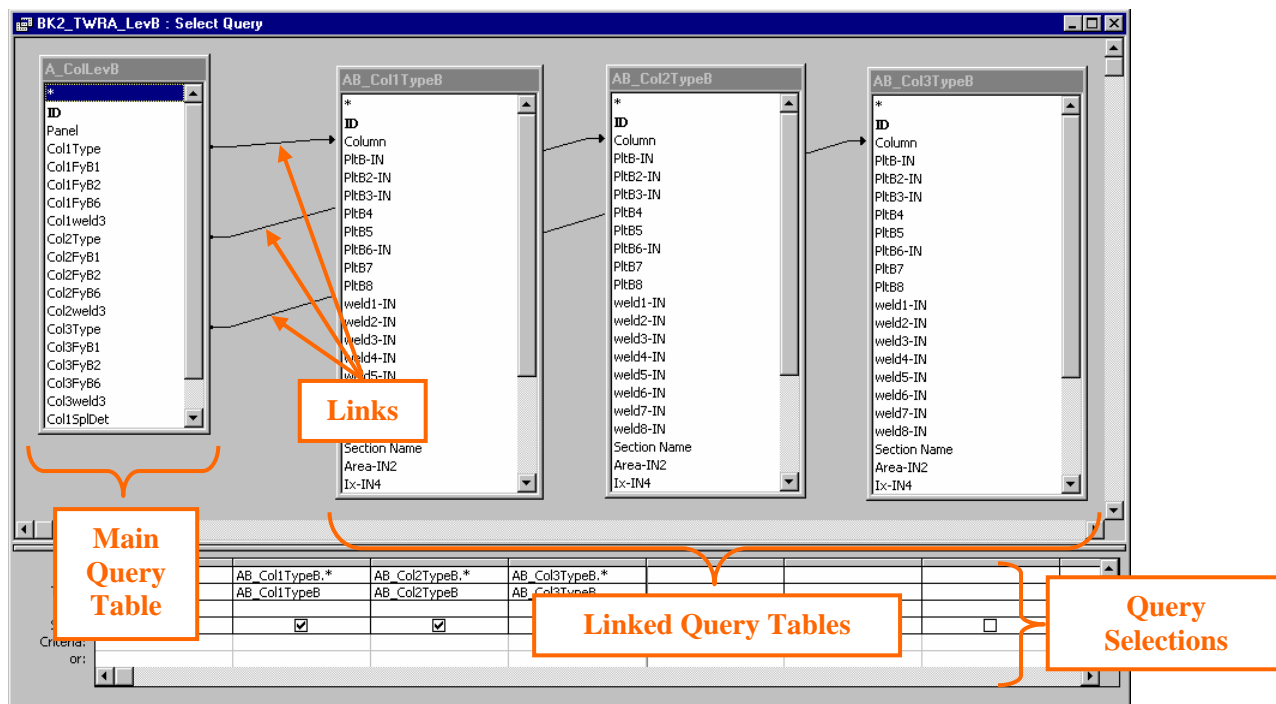 BK2_TWRA_LevB : Select Query
A_ColLevB
*
ID
Panel
Col1Type
Col1FyB1
Col1FyB2
Col1FyB6
Col1weld3
Col2Type
Col2FyB1
Col2FyB2
Col2FyB6
Col2weld3
Col3Type
Col3FyB1
Col3FyB2
Col3FyB6
Col3weld3
Col1SplDet
AB_Col1TypeB
*
ID
Column
PltB-IN
PltB2-IN
PltB3-IN
PltB4
PltB5
PltB6-IN
PltB7
PltB8
weld1-IN
weld2-IN
weld3-IN
weld4-IN
weld5-IN
Section Name
Area-IN2
Ix-IN4
AB_Col2TypeB
*
ID
Column
PltB-IN
PltB2-IN
PltB3-IN
PltB4
PltB5
PltB6-IN
PltB7
PltB8
weld1-IN
weld2-IN
weld3-IN
weld4-IN
weld5-IN
weld6-IN
weld7-IN
weld8-IN
Section Name
Area-IN2
Ix-IN4
AB_Col3TypeB
*
ID
Column
PltB-IN
PltB2-IN
PltB3-IN
PltB4
PltB5
PltB6-IN
PltB7
PltB8
weld1-IN
weld2-IN
weld3-IN
weld4-IN
weld5-IN
weld6-IN
weld7-IN
weld8-IN
Section Name
Area-IN2
Ix-IN4
Links
Main
Query
Table
Linked Query Tables
Query
Selections
AB_Col1TypeB.* AB_Col2TypeB.* AB_Col3TypeB.*
AB_Col1TypeB AB_Col2TypeB AB_Col3TypeB
Criteria:
or: